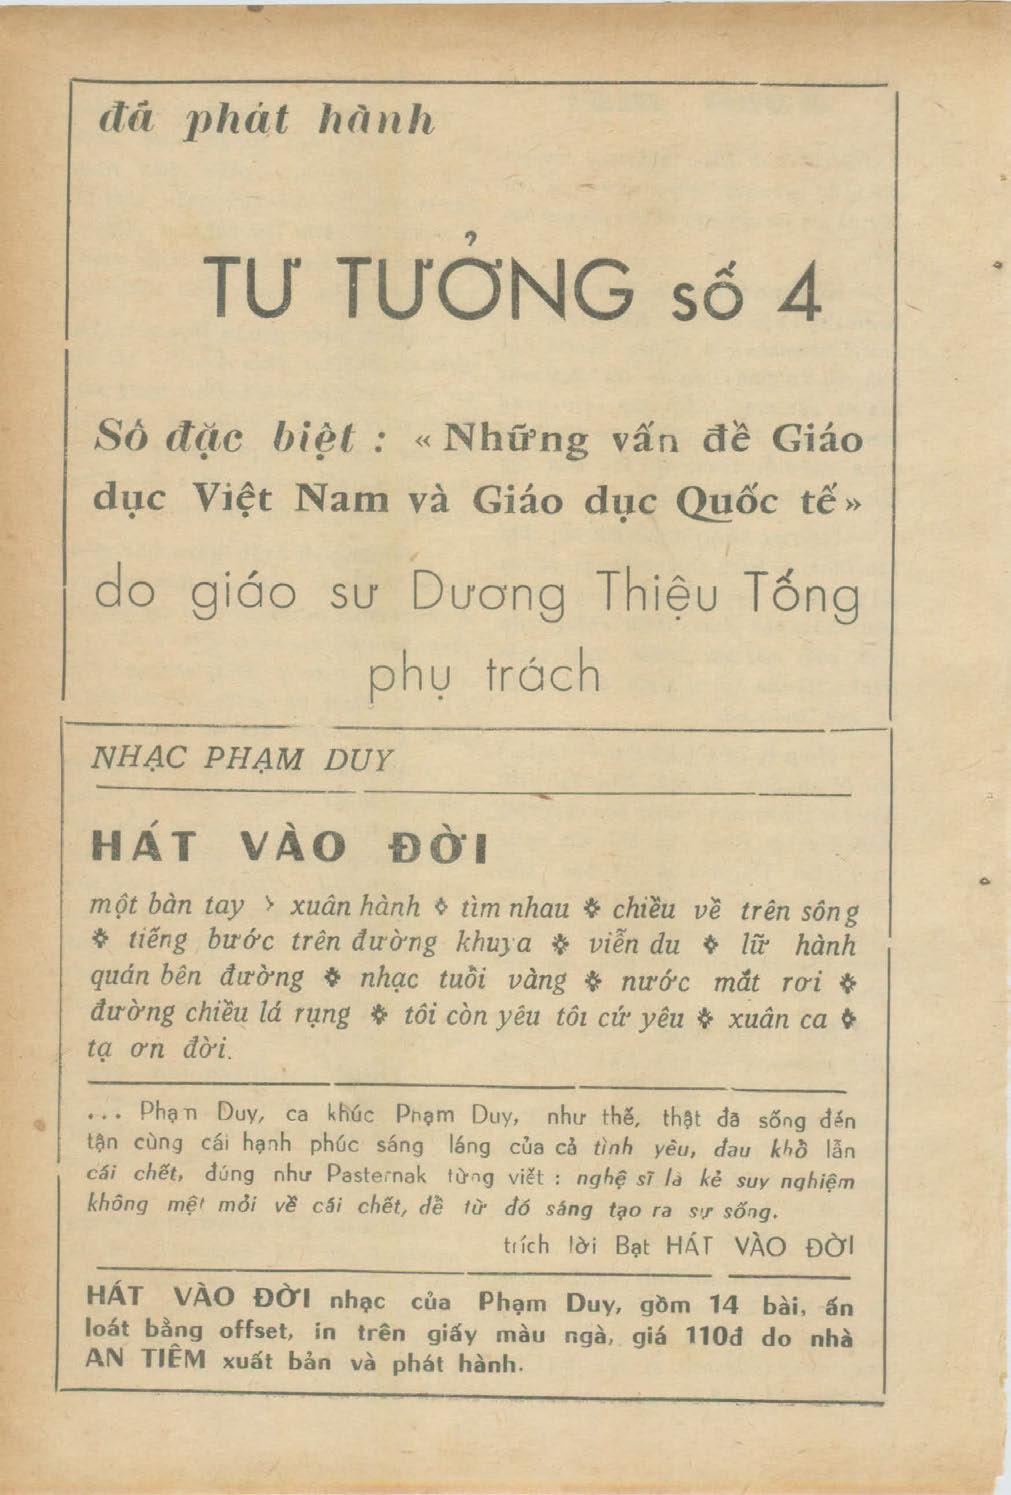 đã phát hành
TƯ TƯỞNG số 4
Số đặc biệt : « Những vấn đề Giáo
dục Việt Nam và Giáo dục Quốc tế »
do giáo sư Dương Thiệu Tống
phụ trách
NHẠC PHẠM DUY
HÁT VÀO ĐỜI
một bàn tay ❖ xuân hành ❖ tìm nhau ❖ chiều về trên sông
❖ tiếng bước trên đường khuya ❖ viễn du ❖ lữ hành
quán bên đường ❖ nhạc tuổi vàng ❖ nước mắt rơi ❖
đường chiều lá rụng ❖ tôi còn yêu tôi cứ yêu ❖ xuân ca ❖
tạ ơn đời.
... Phạm Duy, ca khúc Phạm Duy, như thế, thật đã sống đến
tận cùng cái hạnh phúc sáng láng của cả tình yêu, đau khổ lẫn
cái chết, đúng như Pasternak từng viết : nghệ sĩ là kẻ suy nghiệm
không mệt mỏi về cái chết, để từ đó sáng tạo ra sự sống.
trích lời Bạt HÁT VÀO ĐỜI
HÁT VÀO ĐỜI nhạc của Phạm Duy, gồm 14 bài, ấn
loát bằng offset, in trên giấy màu ngà, giá 110đ do nhà
AN TIÊM xuất bản và phát hành.